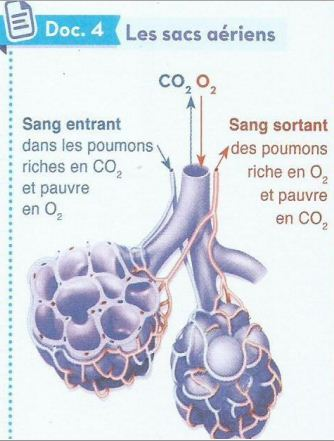 Doc. 4 Les sacs aériens
CO₂ O₂
Sang entrant
dans les poumons
riches en CO₂
et pauvre
en O₂
Sang sortant
des poumons
riche en O₂
et pauvre
en CO₂